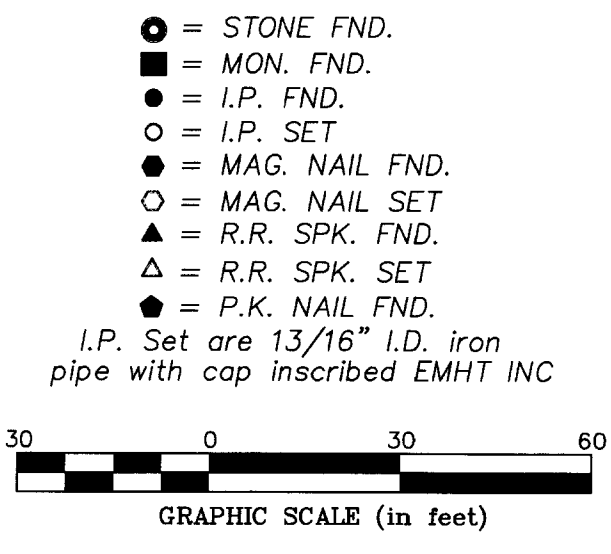 = STONE FND.
= MON. FND.
= I.P. FND.
= I.P. SET
= MAG. NAIL FND.
= MAG. NAIL SET
= R.R. SPK. FND.
= R.R. SPK. SET
= P.K. NAIL FND.
I.P. Set are 13/16" I.D. iron
pipe with cap inscribed EMHT INC
30 0 30 60
GRAPHIC SCALE (in feet)